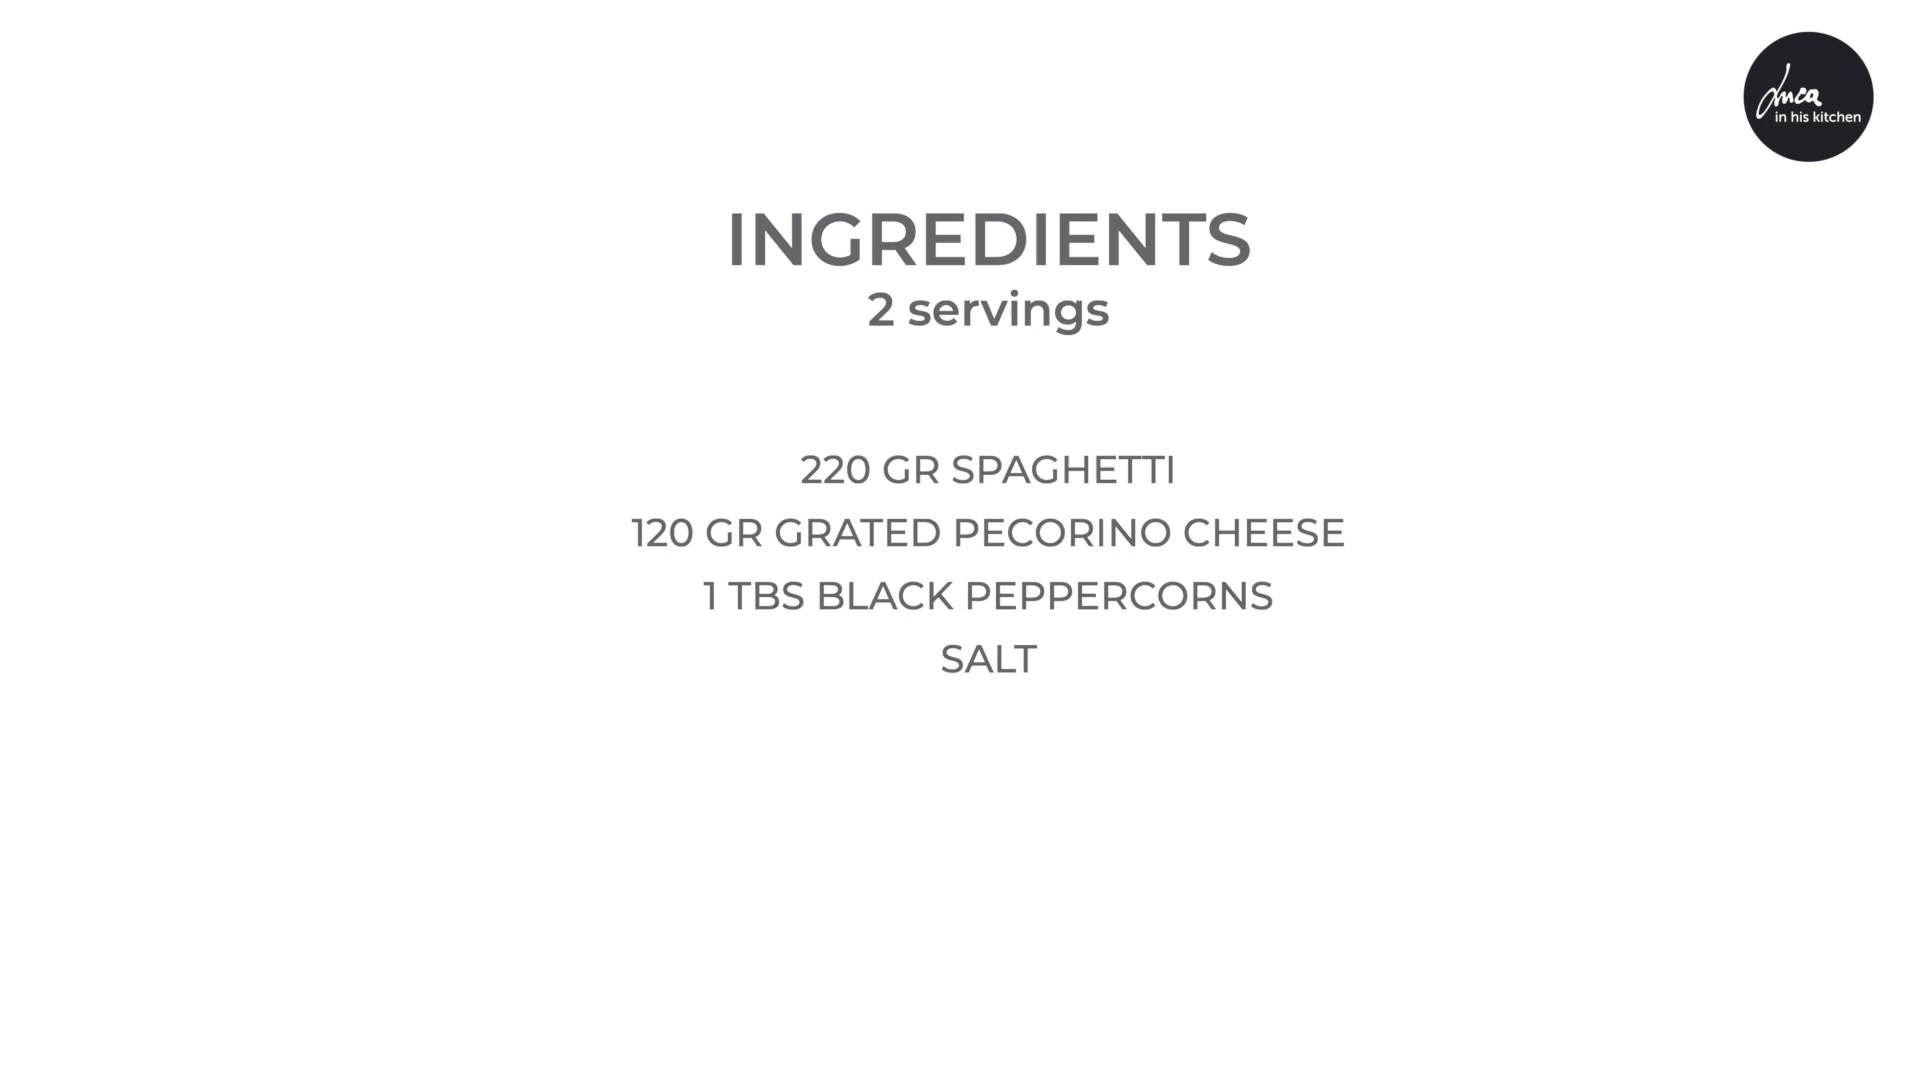 Luca
in his kitchen
INGREDIENTS
2 servings
220 GR SPAGHETTI
120 GR GRATED PECORINO CHEESE
1 TBS BLACK PEPPERCORNS
SALT